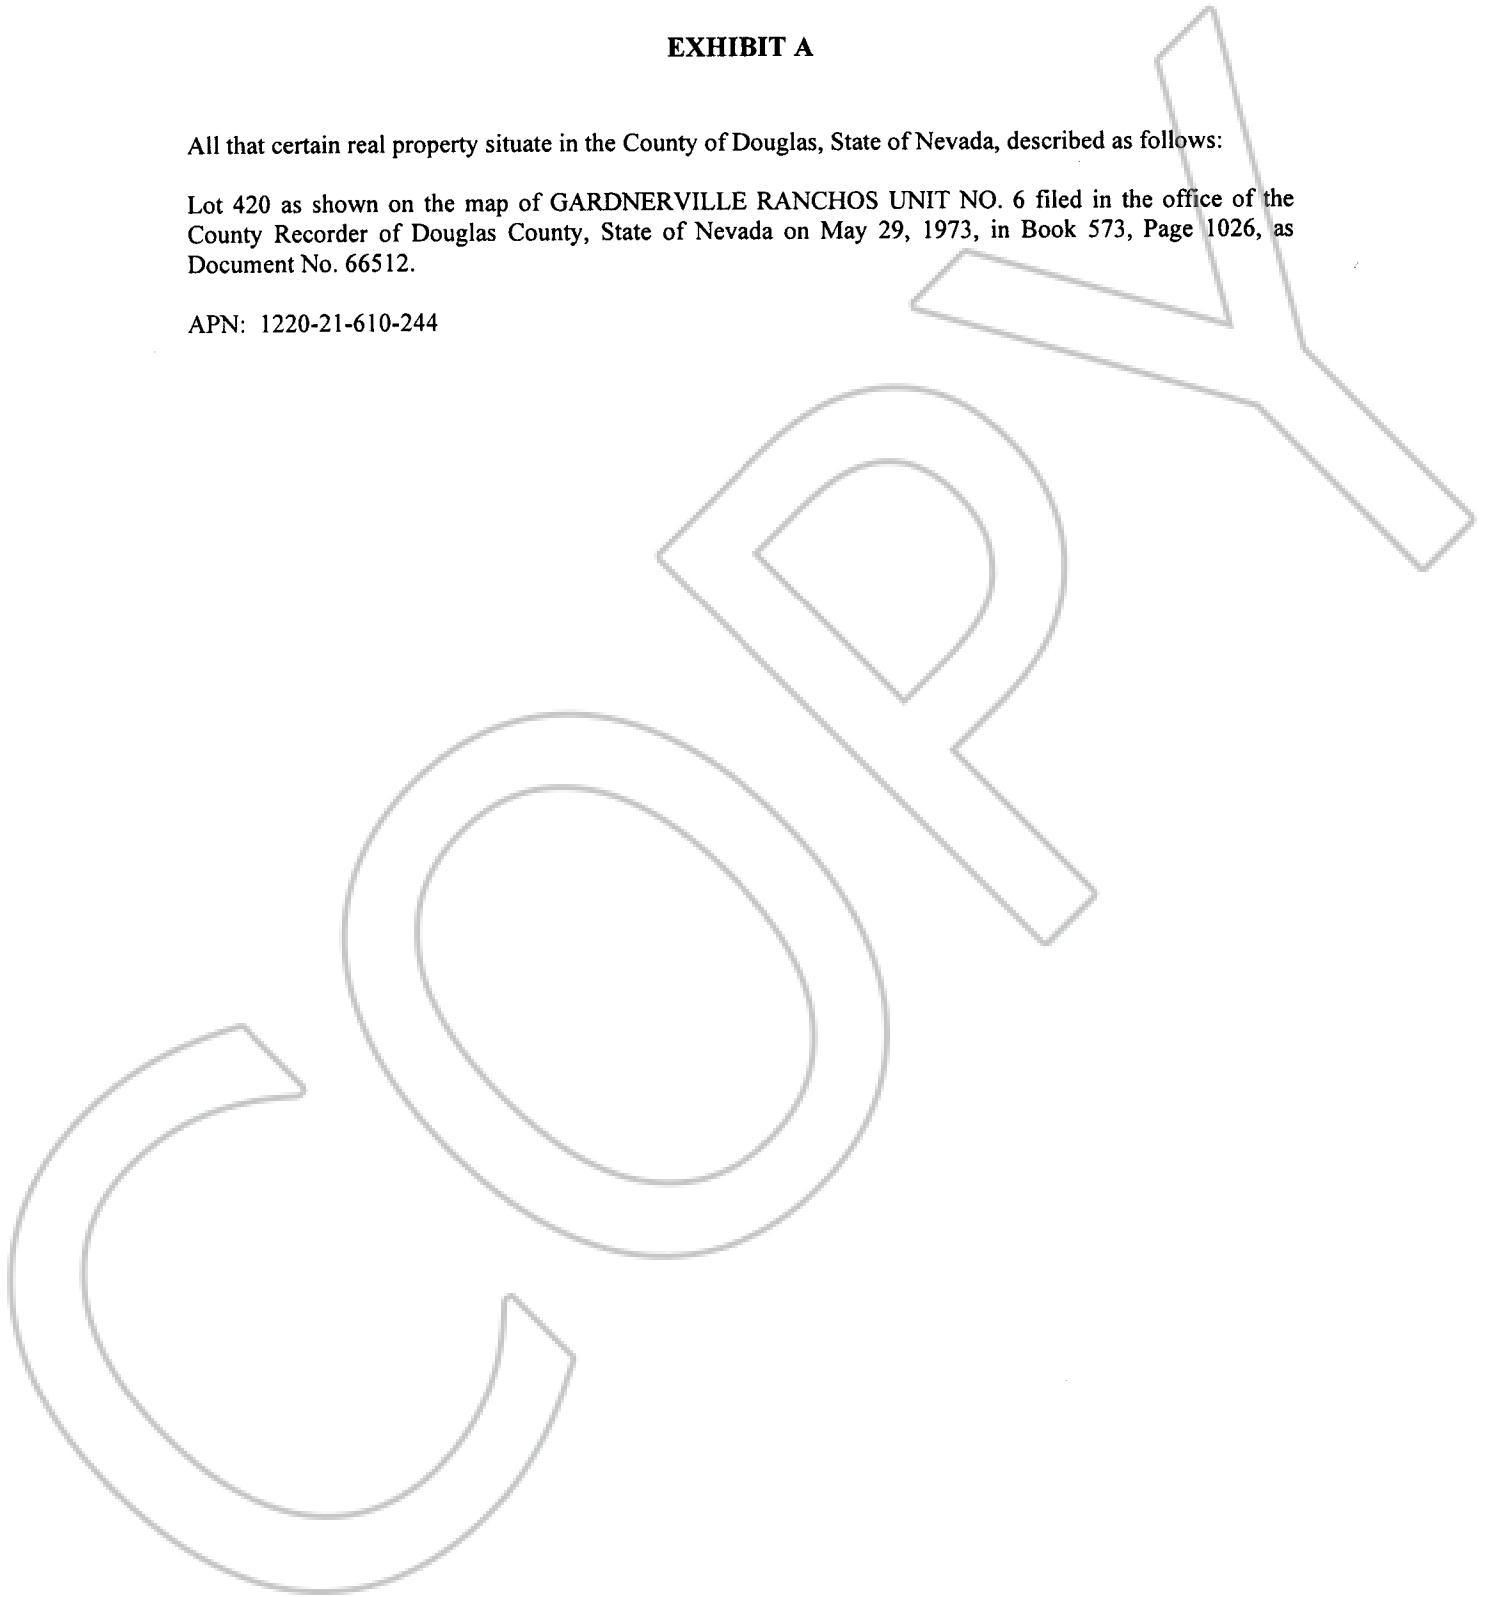 EXHIBIT A
All that certain real property situate in the County of Douglas, State of Nevada, described as follows:
Lot 420 as shown on the map of GARDNERVILLE RANCHOS UNIT NO. 6 filed in the office of the
County Recorder of Douglas County, State of Nevada on May 29, 1973, in Book 573, Page 1026, as
Document No. 66512.
APN: 1220-21-610-244
COPY